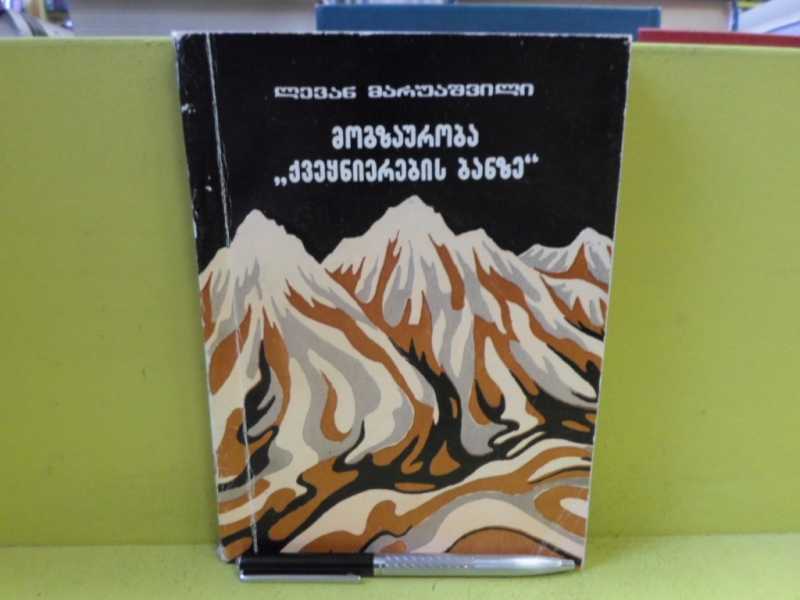 ლევან მარუაშვილი
მოგზაურობა
„ქვეყნიერების ბანზე“